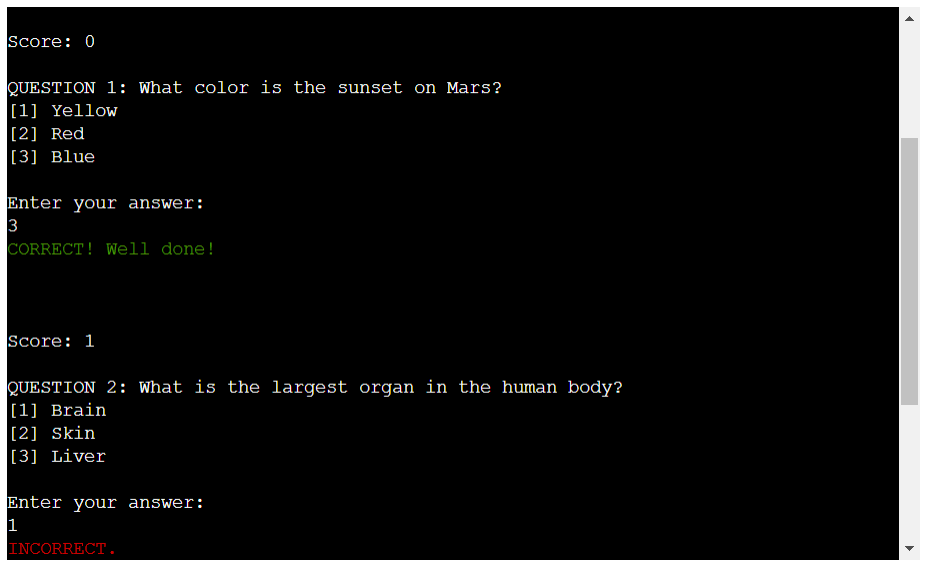 Score: 0
QUESTION 1: What color is the sunset on Mars?
[1] Yellow
[2] Red
[3] Blue
Enter your answer:
3
CORRECT! Well done!
Score: 1
QUESTION 2: What is the largest organ in the human body?
[1] Brain
[2] Skin
[3] Liver
Enter your answer:
1
INCORRECT.